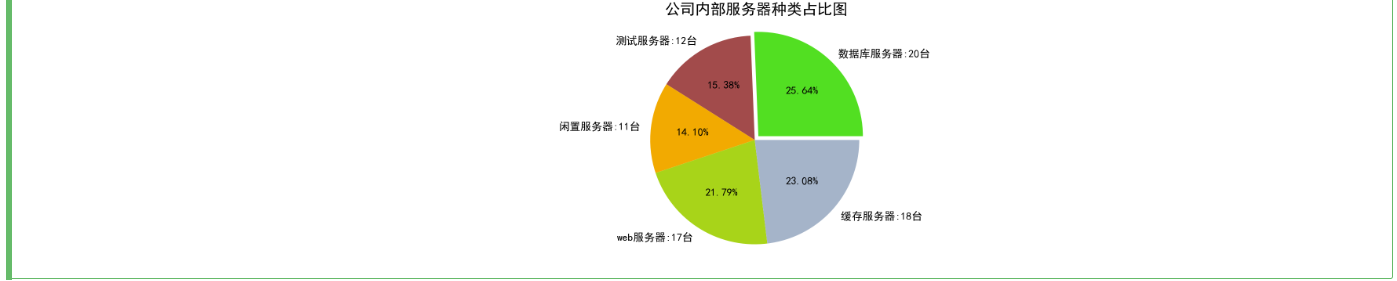 公司内部服务器种类占比图
测试服务器:12台
数据库服务器:20台
15.38%
25.64%
闲置服务器:11台
14.10%
21.79%
23.08%
缓存服务器:18台
web服务器:17台